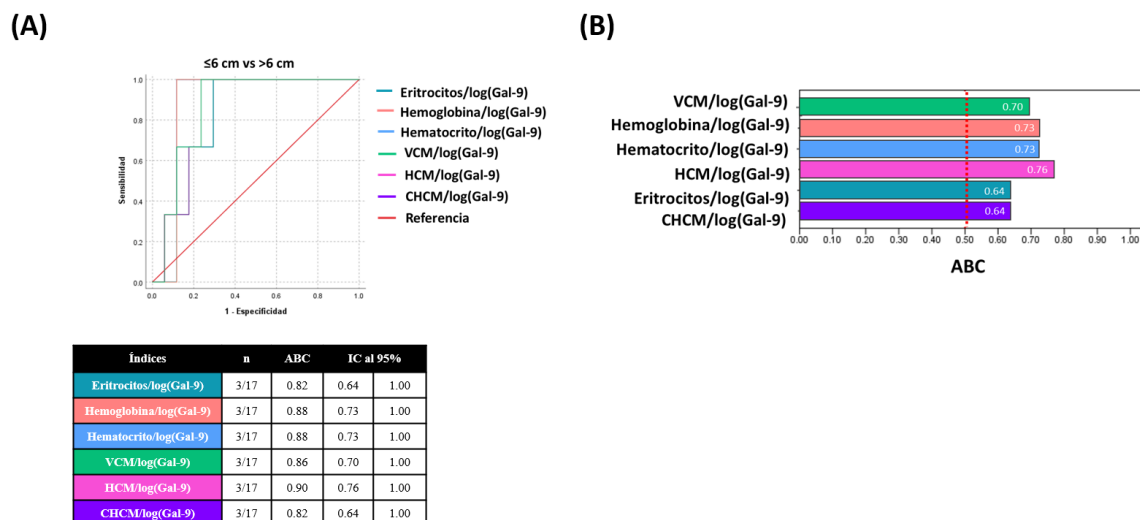 (A)
≤6 cm vs >6 cm
Sensibilidad
1.0
0.8
0.6
0.4
0.2
0.0
0.0 0.2 0.4 0.6 0.8 1.0
1 - Especificidad
Eritrocitos/log(Gal-9)
Hemoglobina/log(Gal-9)
Hematocrito/log(Gal-9)
VCM/log(Gal-9)
HCM/log(Gal-9)
CHCM/log(Gal-9)
Referencia
Índices n ABC IC al 95%
Eritrocitos/log(Gal-9) 3/17 0.82 0.64 1.00
Hemoglobina/log(Gal-9) 3/17 0.88 0.73 1.00
Hematocrito/log(Gal-9) 3/17 0.88 0.73 1.00
VCM/log(Gal-9) 3/17 0.86 0.70 1.00
HCM/log(Gal-9) 3/17 0.90 0.76 1.00
CHCM/log(Gal-9) 3/17 0.82 0.64 1.00
(B)
VCM/log(Gal-9) 0.70
Hemoglobina/log(Gal-9) 0.73
Hematocrito/log(Gal-9) 0.73
HCM/log(Gal-9) 0.76
Eritrocitos/log(Gal-9) 0.64
CHCM/log(Gal-9) 0.64
0.00 0.10 0.20 0.30 0.40 0.50 0.60 0.70 0.80 0.90 1.00
ABC